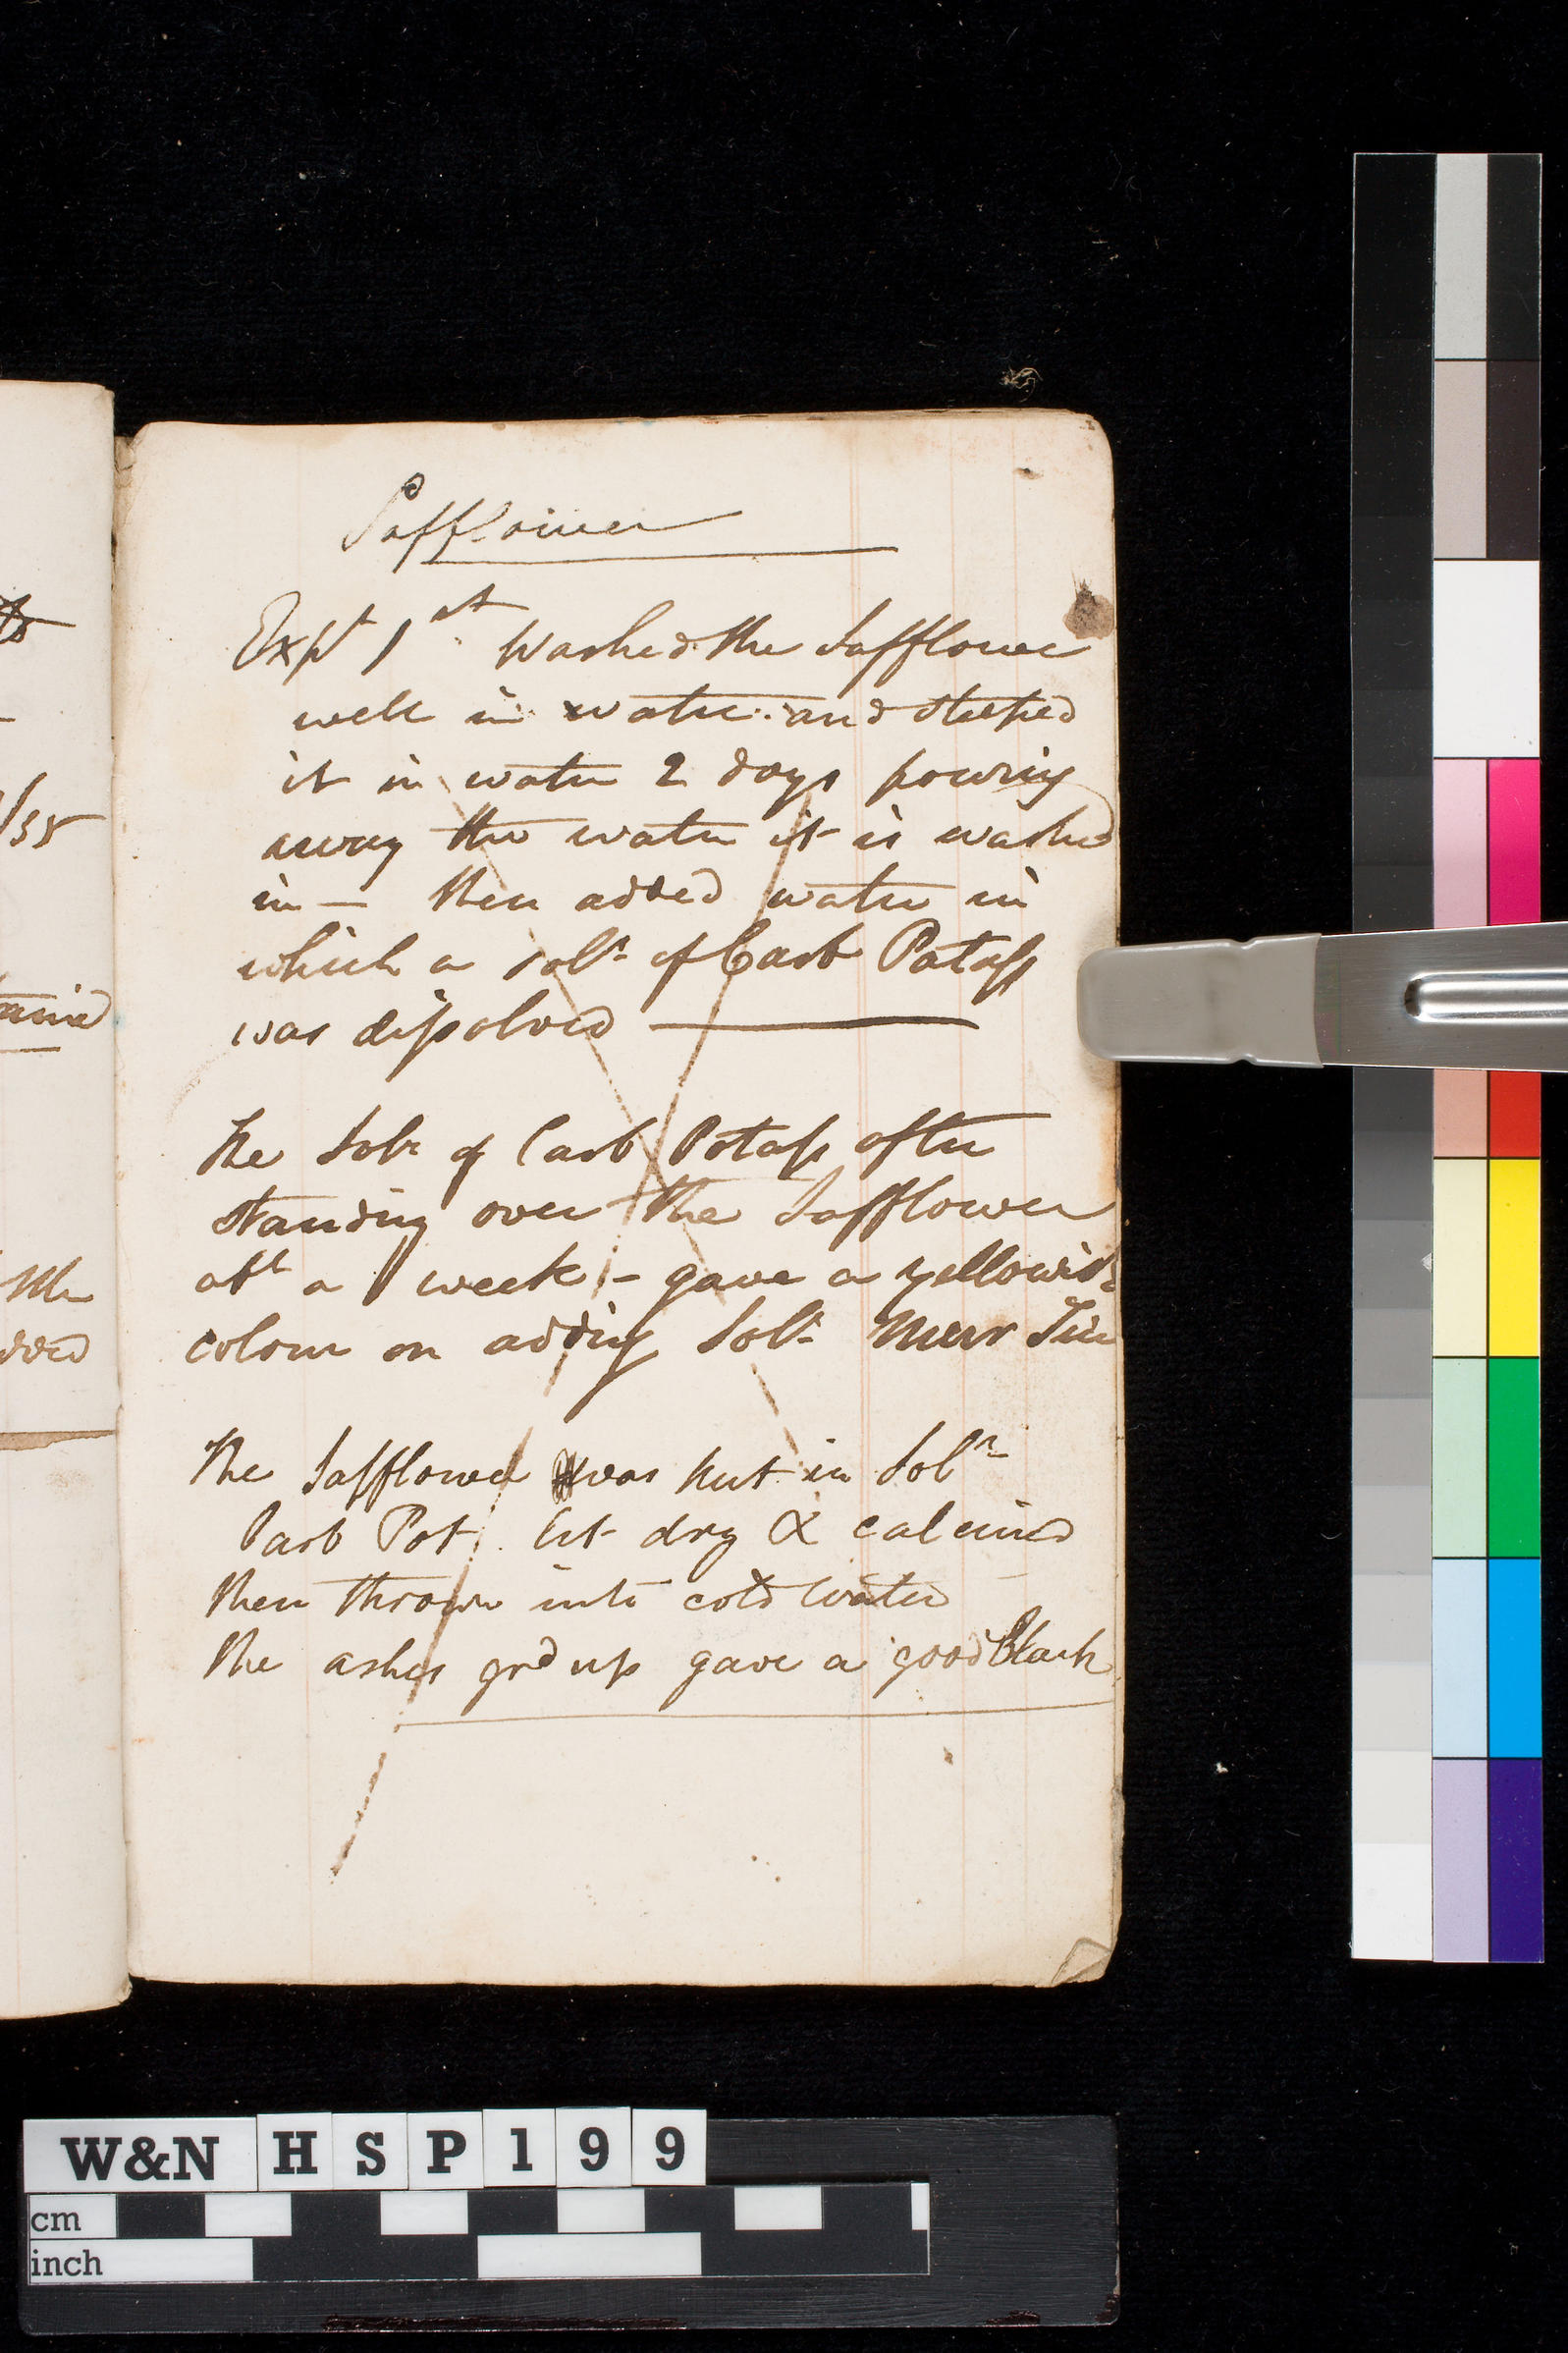 Safflower
Expt 1st Washed the Safflower
well in water and steeped
it in water 2 days powring
away the water it is washed
in — then added water in
which a soln of Carb Potass
was dissolved —
The Soln of Carb Potass after
standing over the Safflower
abt a week – gave a yellowish
colour on adding Soln Mur Tin
The Safflower was put in Soln
Carb Pot. let dry & calcined
then thrown into cold water
the ashes grd up gave a good Black
W&N HSP199
cm
inch